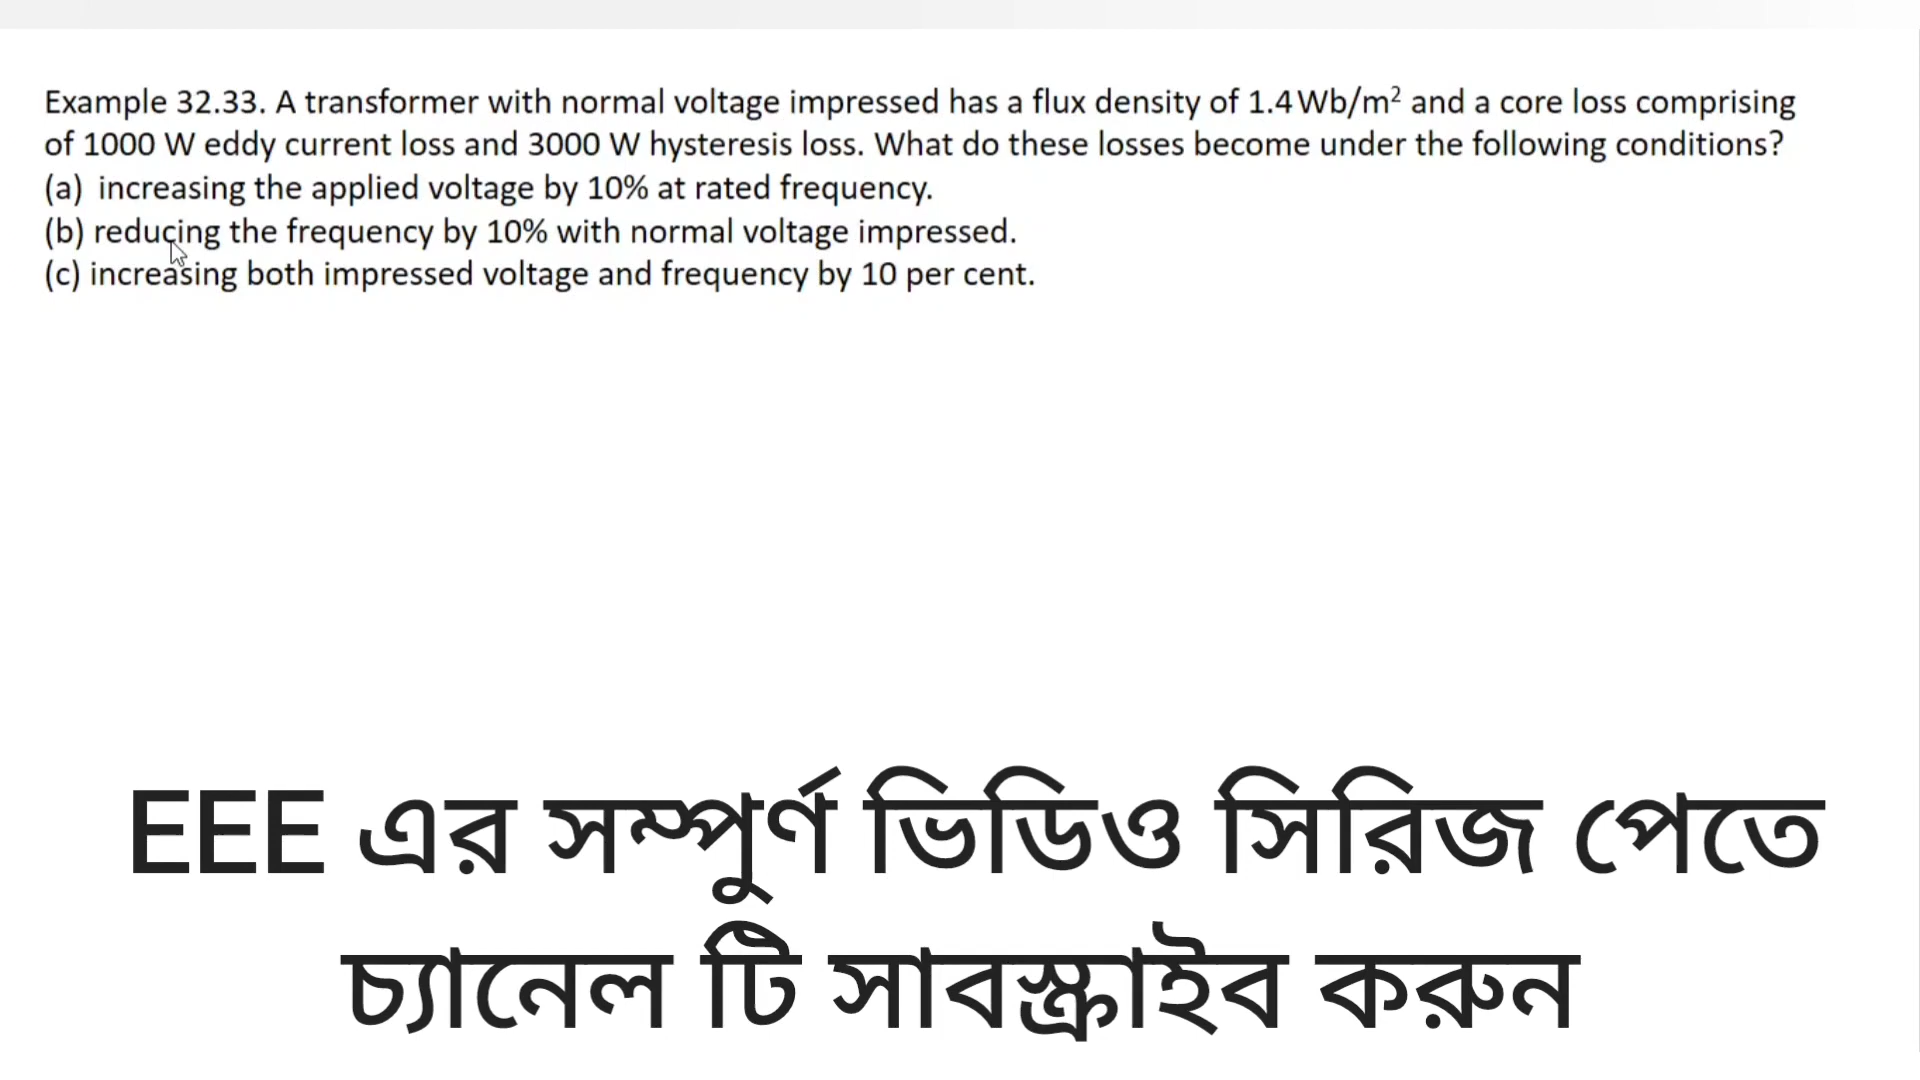 Example 32.33. A transformer with normal voltage impressed has a flux density of 1.4 Wb/m² and a core loss comprising
of 1000 W eddy current loss and 3000 W hysteresis loss. What do these losses become under the following conditions?
(a) increasing the applied voltage by 10% at rated frequency.
(b) reducing the frequency by 10% with normal voltage impressed.
(c) increasing both impressed voltage and frequency by 10 per cent.
EEE এর সম্পুর্ণ ভিডিও সিরিজ পেতে
চ্যানেল টি সাবস্ক্রাইব করুন